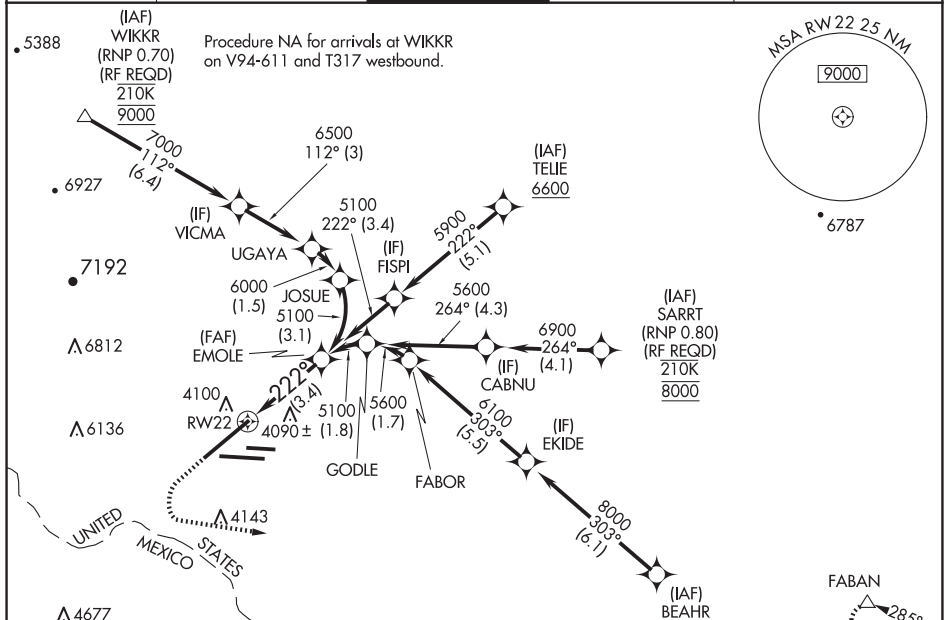 (IAF)
WIKKR
(RNP 0.70)
(RF REQD)
210K
9000
5388
Procedure NA for arrivals at WIKKR
on V94-611 and T317 westbound.
MSA RW22 25 NM
9000
7000
112°
(6.4)
6500
112° (3)
(IAF)
TELIE
6600
6927
(IF)
VICMA
5100
222° (3.4)
5900
222°
(5.1)
6787
UGAYA
(IF)
FISPI
7192
6000
(1.5)
JOSUE
5600
264° (4.3)
(IAF)
SARRT
(RNP 0.80)
(RF REQD)
210K
8000
5100
(3.1)
6900
264°
(4.1)
6812
(FAF)
EMOLE
(IF)
CABNU
222°
(3.4)
4100
RW22
4090 ±
5100
(1.8)
5600
(1.7)
6100
303°
(5.5)
6136
(IF)
EKIDE
GODLE
FABOR
8000
303°
(6.1)
4143
UNITED STATES
MEXICO
(IAF)
BEAHR
FABAN
285°
4677